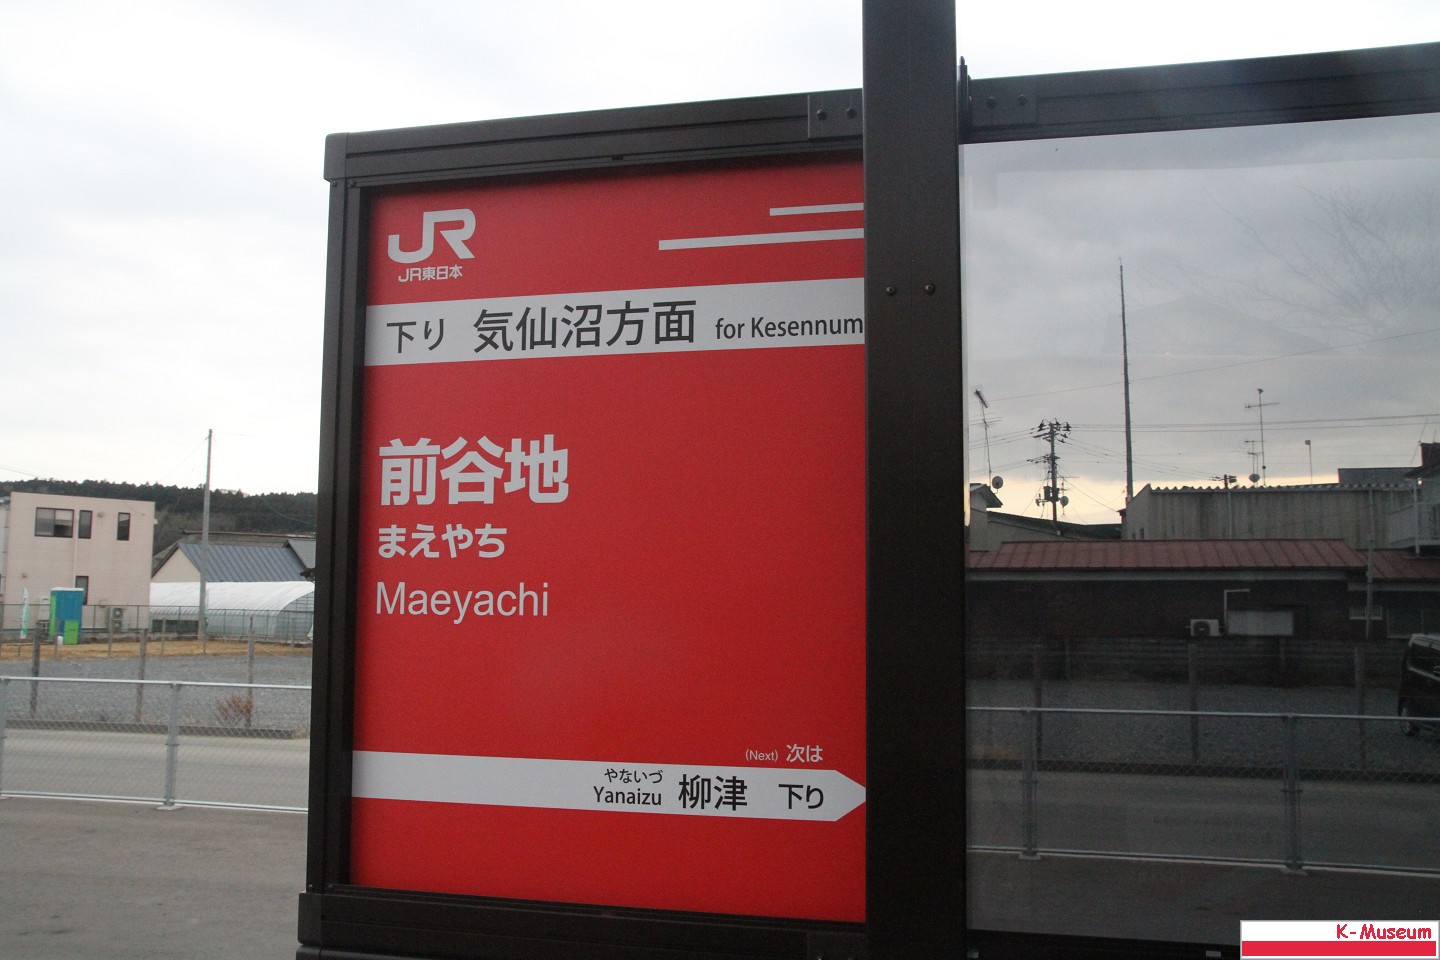 JR
JR東日本
下り 気仙沼方面 for Kesennum
前谷地
まえやち
Maeyachi
(Next) 次は
やないづ
Yanaizu 柳津 下り
K-Museum